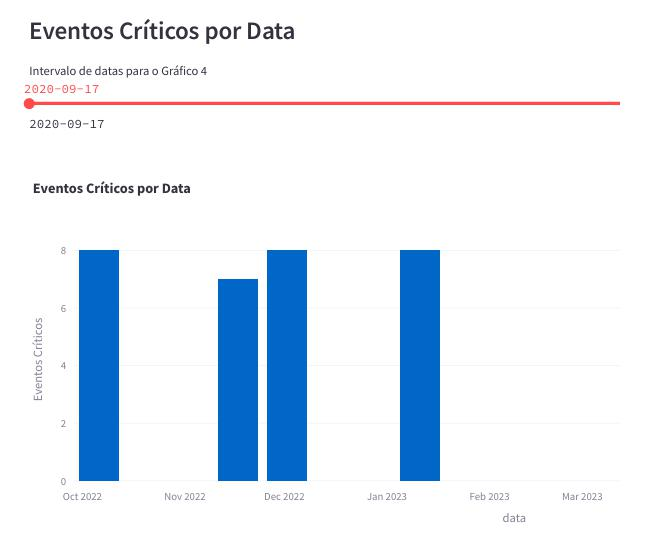 Eventos Críticos por Data
Intervalo de datas para o Gráfico 4
2020-09-17
2020-09-17
Eventos Críticos por Data
8
6
4
2
0
Eventos Críticos
Oct 2022 Nov 2022 Dec 2022 Jan 2023 Feb 2023 Mar 2023
data